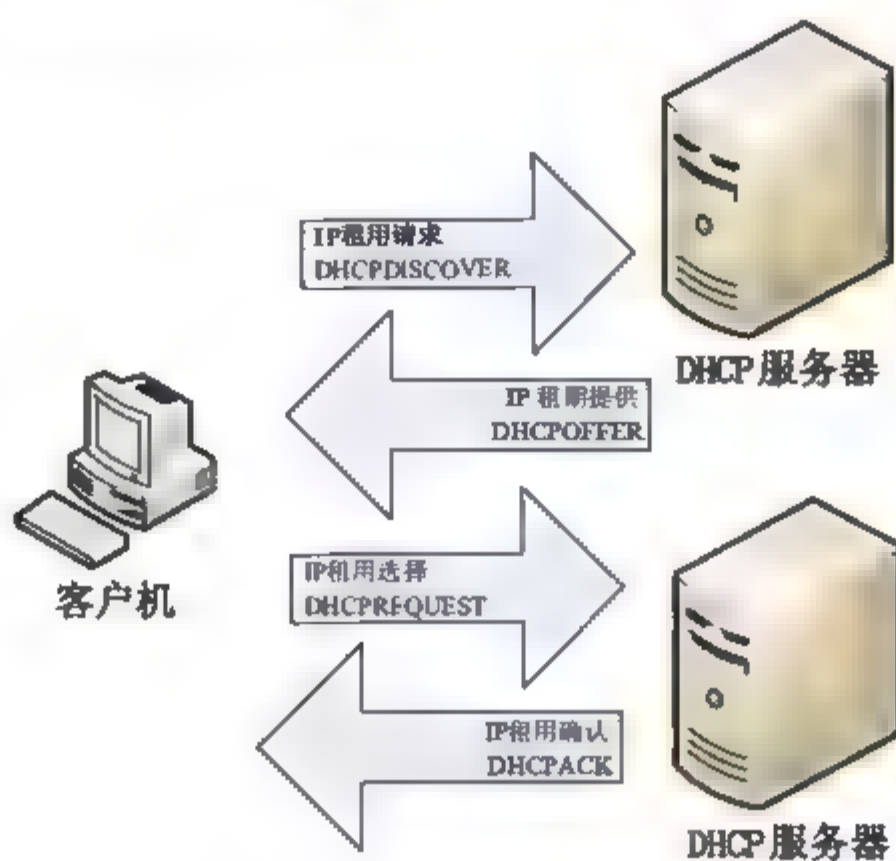 IP租用请求
DHCPDISCOVER
DHCP服务器
IP 租期提供
DHCPOFFER
客户机
IP租用选择
DHCPREQUEST
IP租用确认
DHCPACK
DHCP服务器